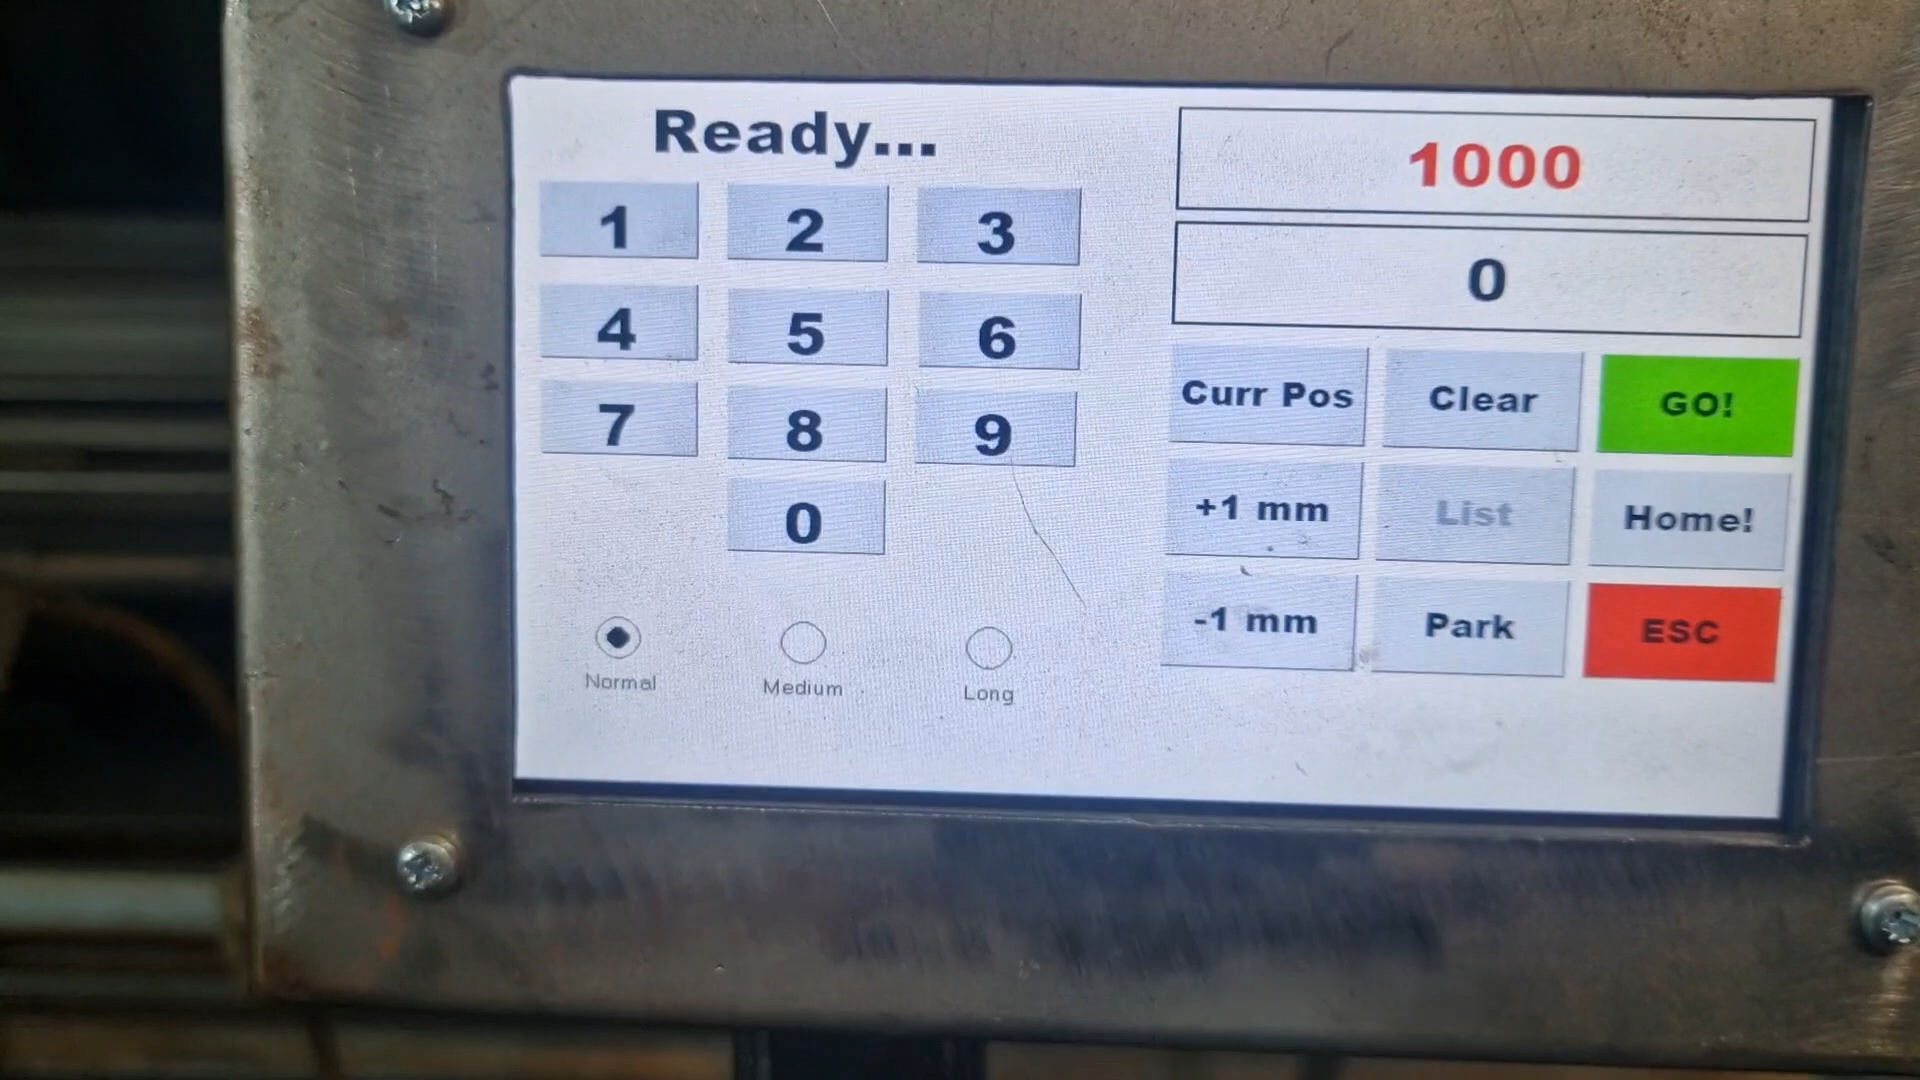 Ready...
1000
0
1 2 3
4 5 6
7 8 9
0
Curr Pos Clear GO!
+1 mm List Home!
-1 mm Park ESC
Normal Medium Long